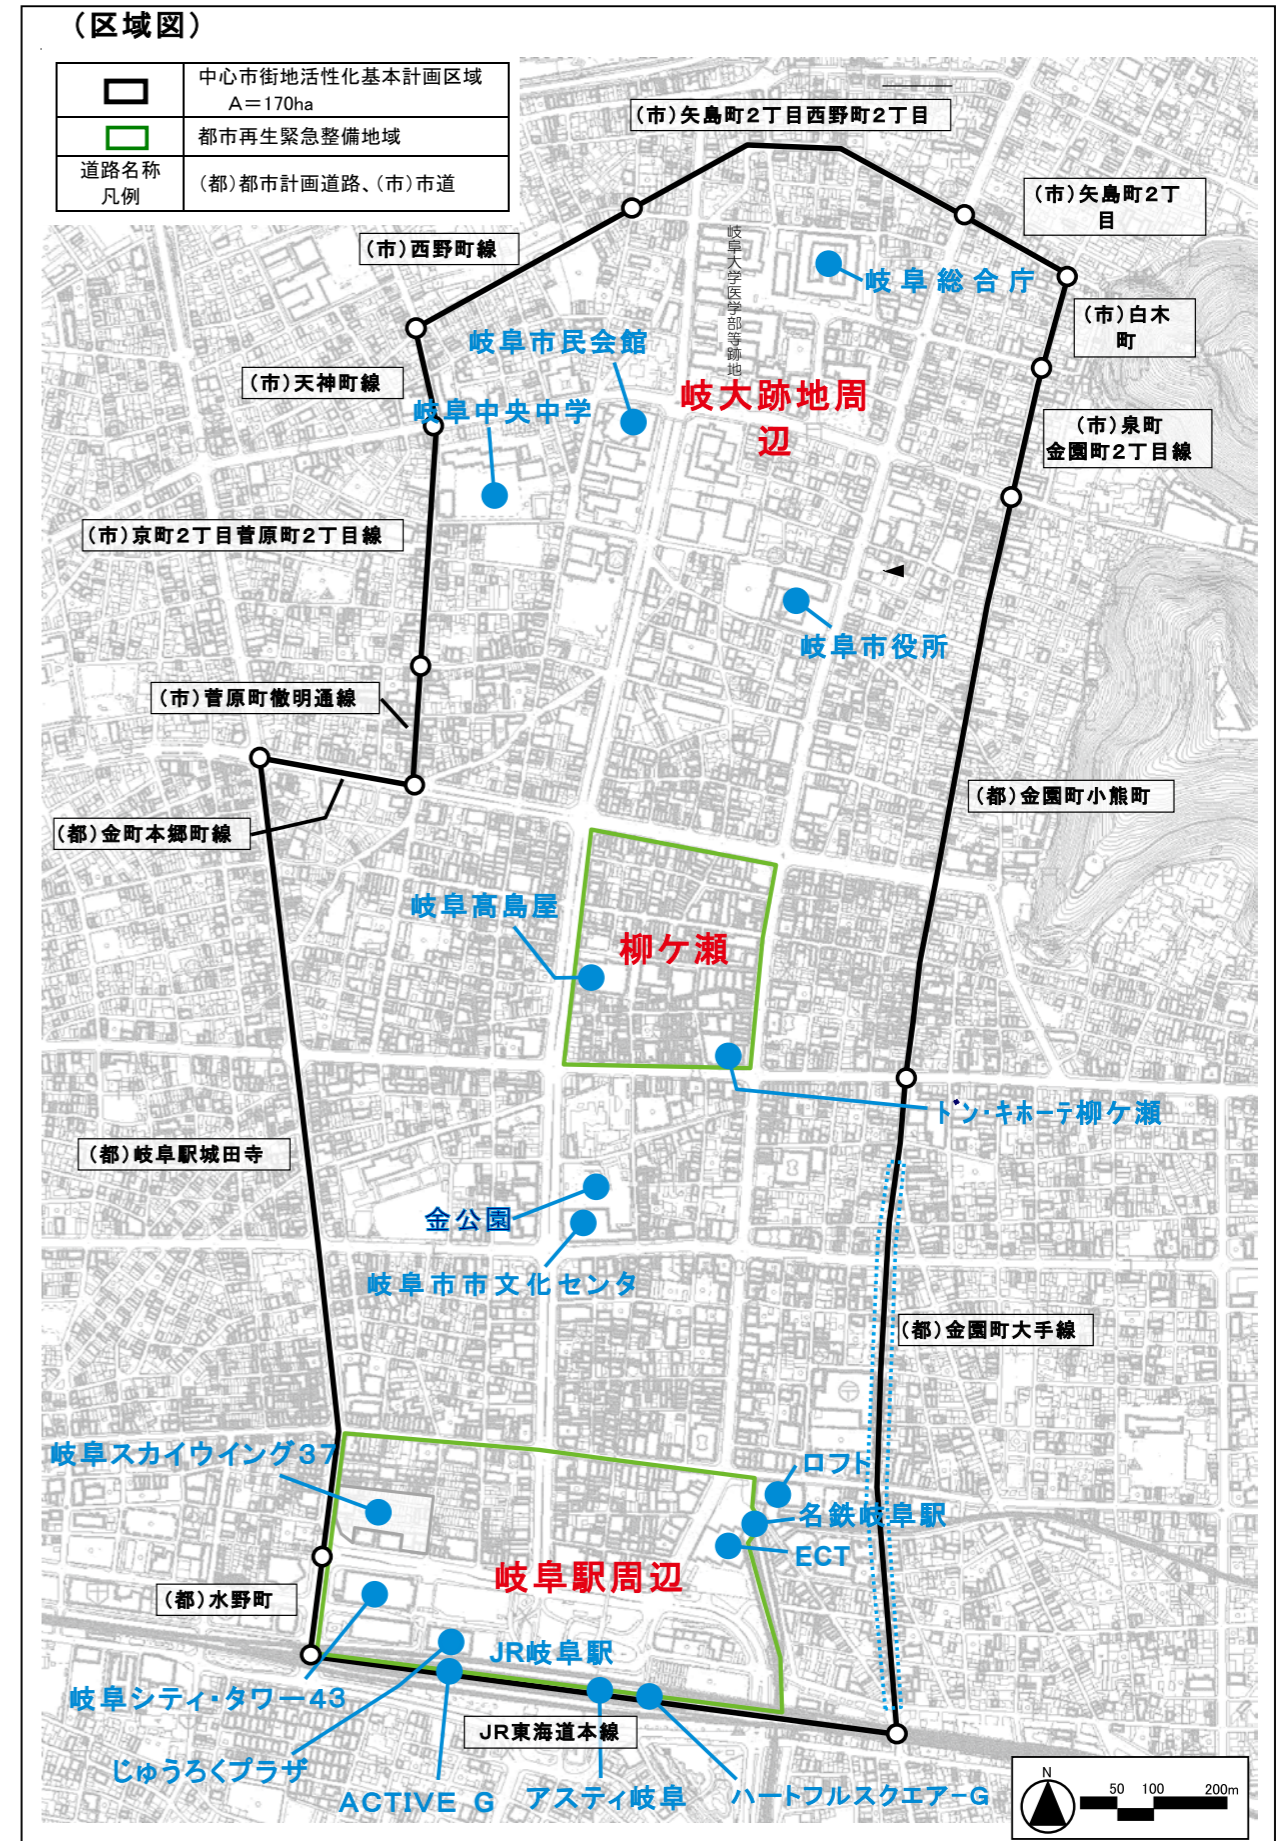 （区域図）
中心市街地活性化基本計画区域
A＝170ha
都市再生緊急整備地域
道路名称
凡例
(都)都市計画道路、(市)市道
(市)矢島町2丁目西野町2丁目
(市)矢島町2丁
目
(市)西野町線
岐阜大学医学部等跡地
岐阜総合庁
(市)白木
町
岐阜市民会館
(市)天神町線
岐大跡地周
辺
岐阜中央中学
(市)泉町
金園町2丁目線
(市)京町2丁目菅原町2丁目線
岐阜市役所
(市)菅原町徹明通線
(都)金園町小熊町
(都)金町本郷町線
岐阜髙島屋
柳ケ瀬
ドン・キホーテ柳ケ瀬
(都)岐阜駅城田寺
金公園
岐阜市市文化センタ
(都)金園町大手線
岐阜スカイウイング37
ロフト
名鉄岐阜駅
ECT
岐阜駅周辺
(都)水野町
JR岐阜駅
岐阜シティ・タワー43
JR東海道本線
じゅうろくプラザ
ACTIVE G
アスティ岐阜
ハートフルスクエアーG
N
50 100 200m